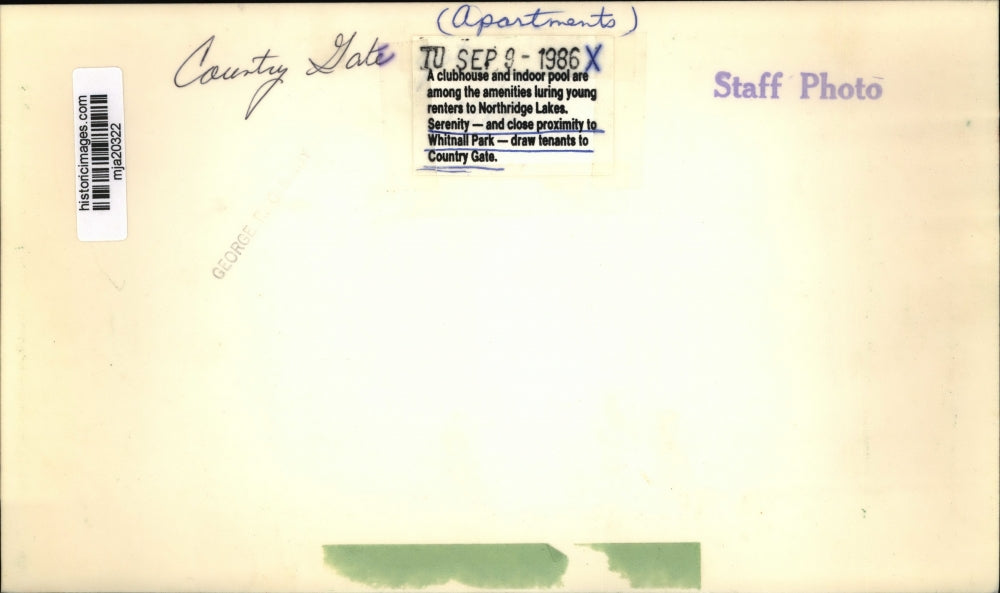 (Apartments)
Country Gate
TU SEP 9 - 1986 X
A clubhouse and indoor pool are
among the amenities luring young
renters to Northridge Lakes.
Serenity — and close proximity to
Whitnall Park — draw tenants to
Country Gate.
Staff Photo
historicimages.com
mja20322
GEORGE